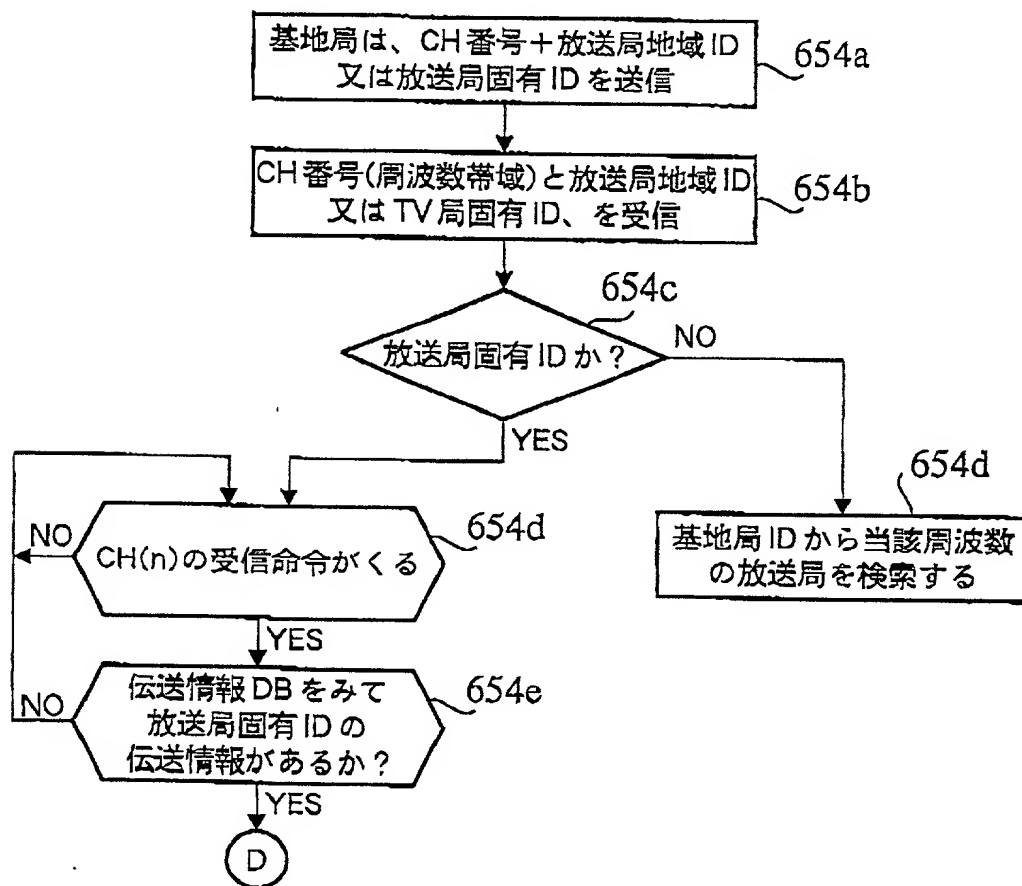 基地局は、CH番号＋放送局地域ID
又は放送局固有IDを送信
654a
CH番号(周波数帯域)と放送局地域ID
又はTV局固有ID、を受信
654b
654c
放送局固有IDか？
NO
YES
654d
CH(n)の受信命令がくる
NO
YES
654d
基地局IDから当該周波数
の放送局を検索する
伝送情報DBをみて
放送局固有IDの
伝送情報があるか？
654e
NO
YES
D